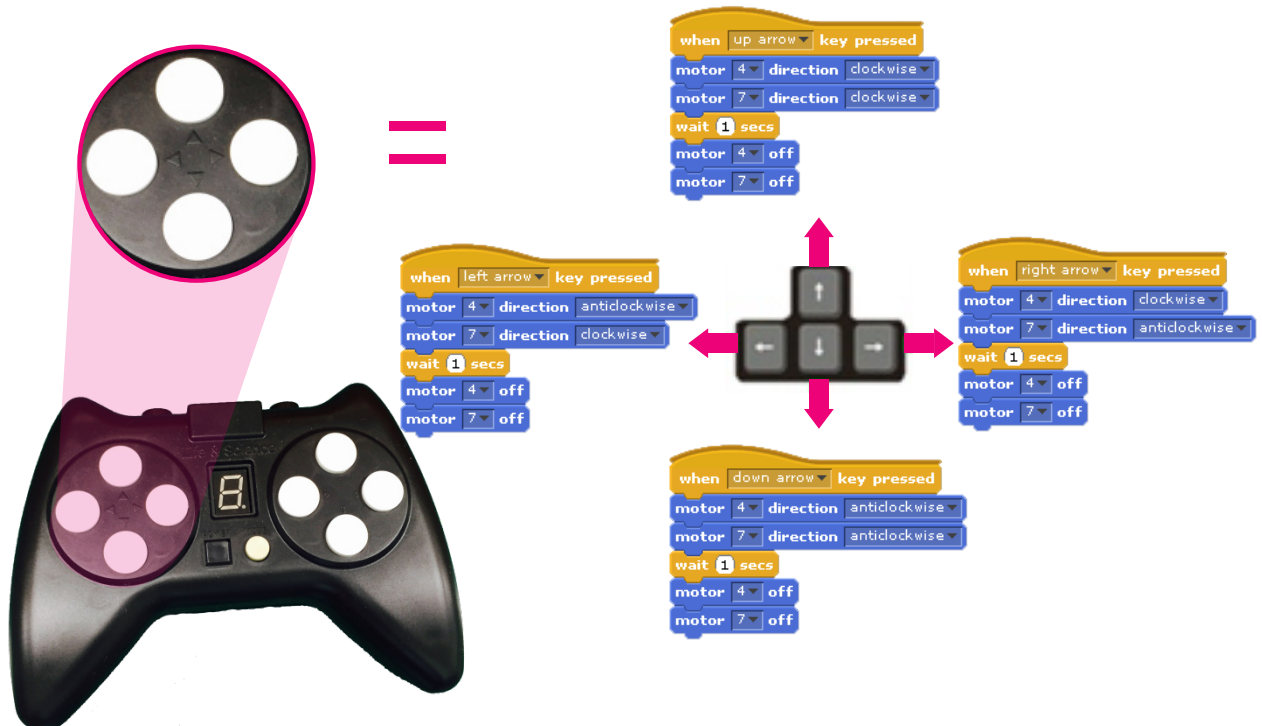 when up arrow key pressed
motor 4 direction clockwise
motor 7 direction clockwise
wait 1 secs
motor 4 off
motor 7 off
when left arrow key pressed
motor 4 direction anticlockwise
motor 7 direction clockwise
wait 1 secs
motor 4 off
motor 7 off
↑
← ↓ →
when right arrow key pressed
motor 4 direction clockwise
motor 7 direction anticlockwise
wait 1 secs
motor 4 off
motor 7 off
when down arrow key pressed
motor 4 direction anticlockwise
motor 7 direction anticlockwise
wait 1 secs
motor 4 off
motor 7 off
& Science
8.